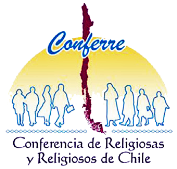 Conferre
Conferencia de Religiosas
y Religiosos de Chile